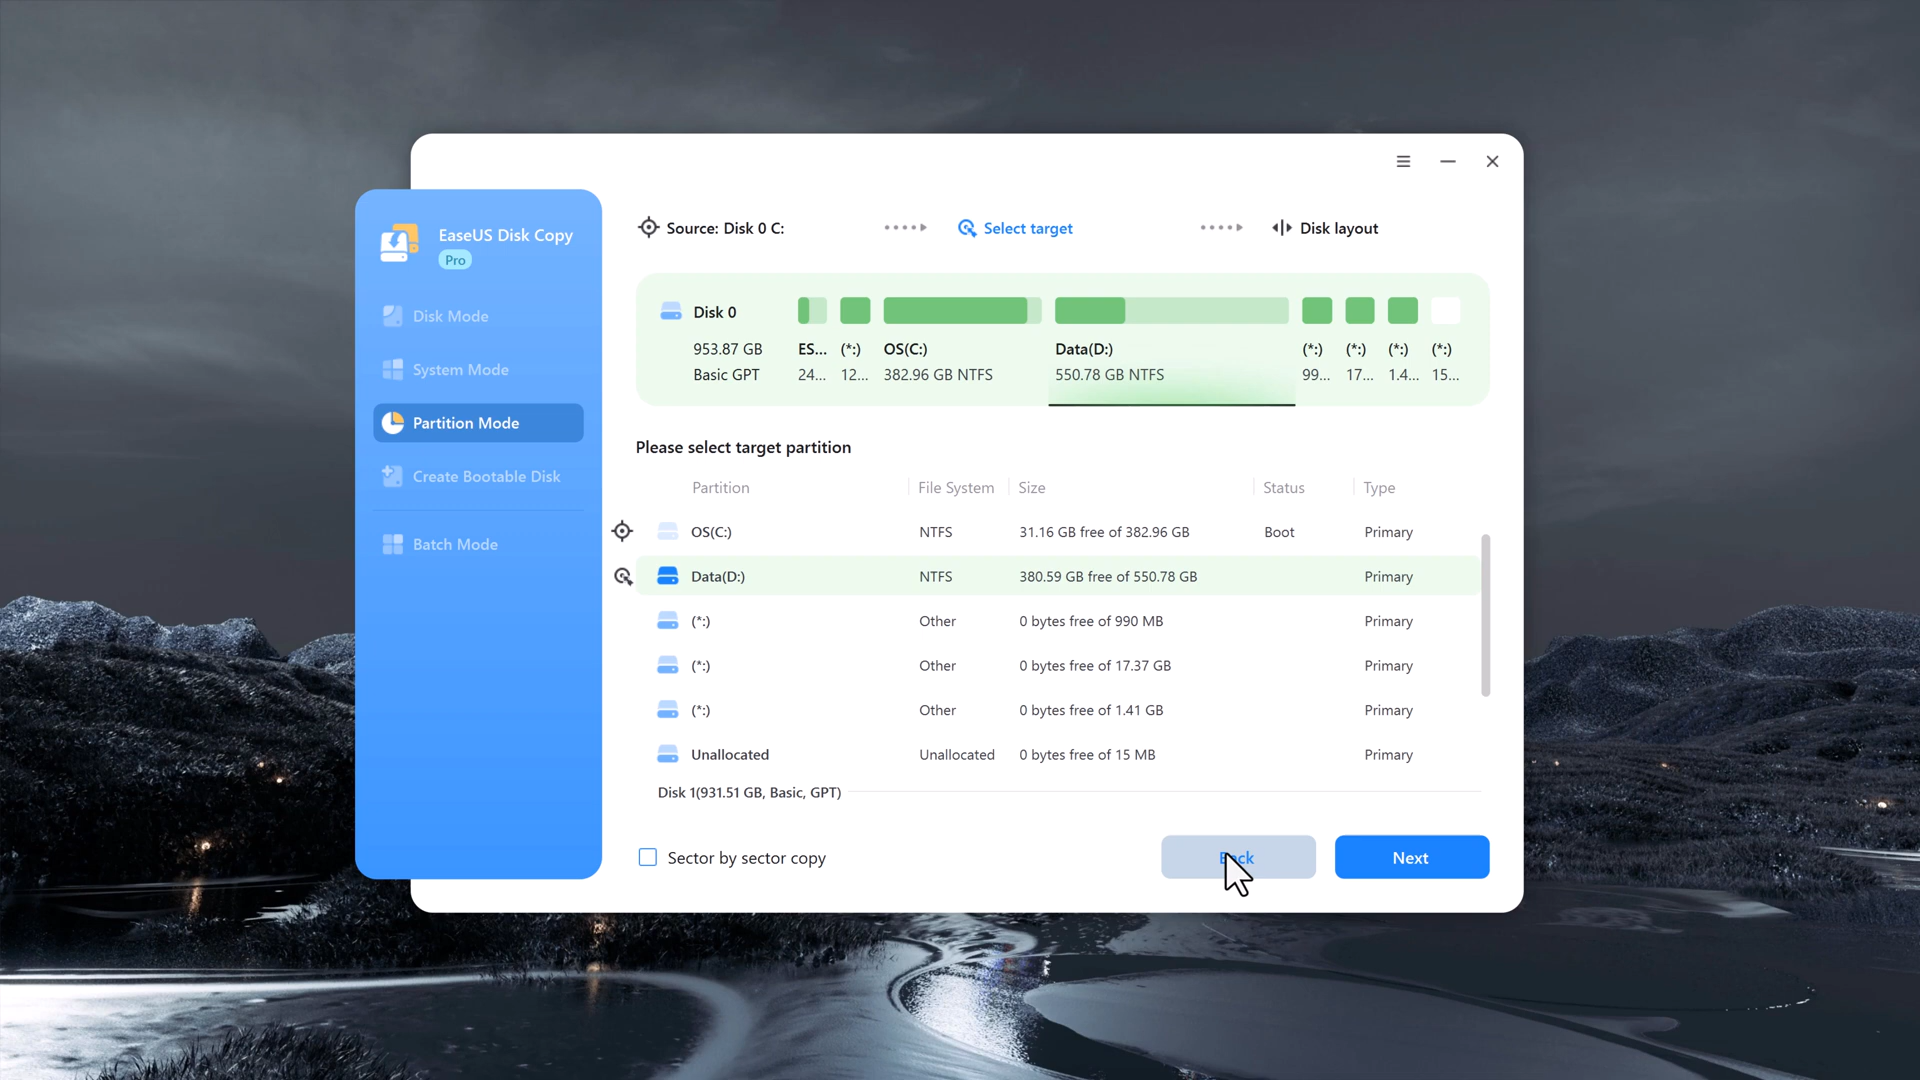 Source: Disk 0 C:
Select target
Disk layout
EaseUS Disk Copy
Pro
Disk Mode
System Mode
Partition Mode
Create Bootable Disk
Batch Mode
Disk 0
953.87 GB
Basic GPT
ES... (*:) OS(C:) Data(D:) (*:) (*:) (*:) (*:)
24... 12... 382.96 GB NTFS 550.78 GB NTFS 99... 17... 1.4... 15...
Please select target partition
Partition File System Size Status Type
OS(C:) NTFS 31.16 GB free of 382.96 GB Boot Primary
Data(D:) NTFS 380.59 GB free of 550.78 GB Primary
(*:) Other 0 bytes free of 990 MB Primary
(*:) Other 0 bytes free of 17.37 GB Primary
(*:) Other 0 bytes free of 1.41 GB Primary
Unallocated Unallocated 0 bytes free of 15 MB Primary
Disk 1(931.51 GB, Basic, GPT)
Sector by sector copy
Back
Next